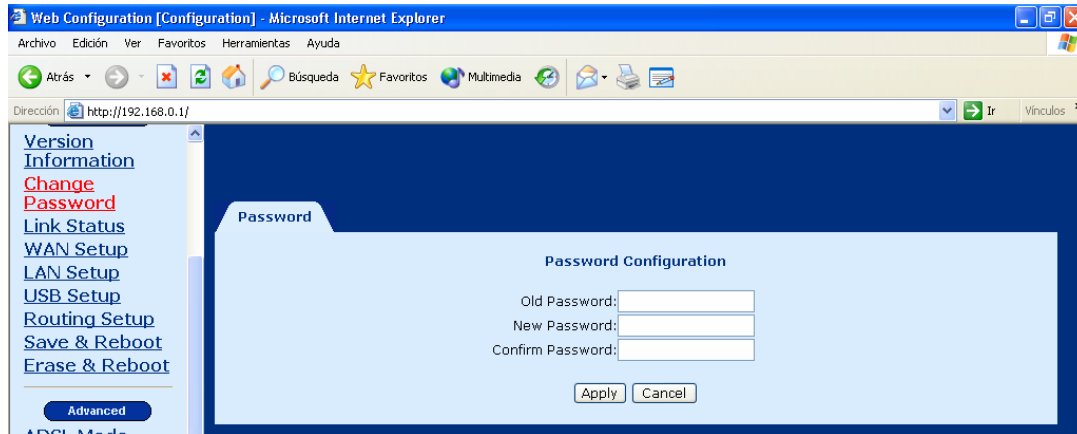 Web Configuration [Configuration] - Microsoft Internet Explorer
Archivo Edición Ver Favoritos Herramientas Ayuda
Atrás Búsqueda Favoritos Multimedia
Dirección http://192.168.0.1/ Ir Vínculos
Version
Information
Change
Password
Link Status
WAN Setup
LAN Setup
USB Setup
Routing Setup
Save & Reboot
Erase & Reboot
Advanced
ADSL Mode
Password
Password Configuration
Old Password:
New Password:
Confirm Password:
Apply Cancel